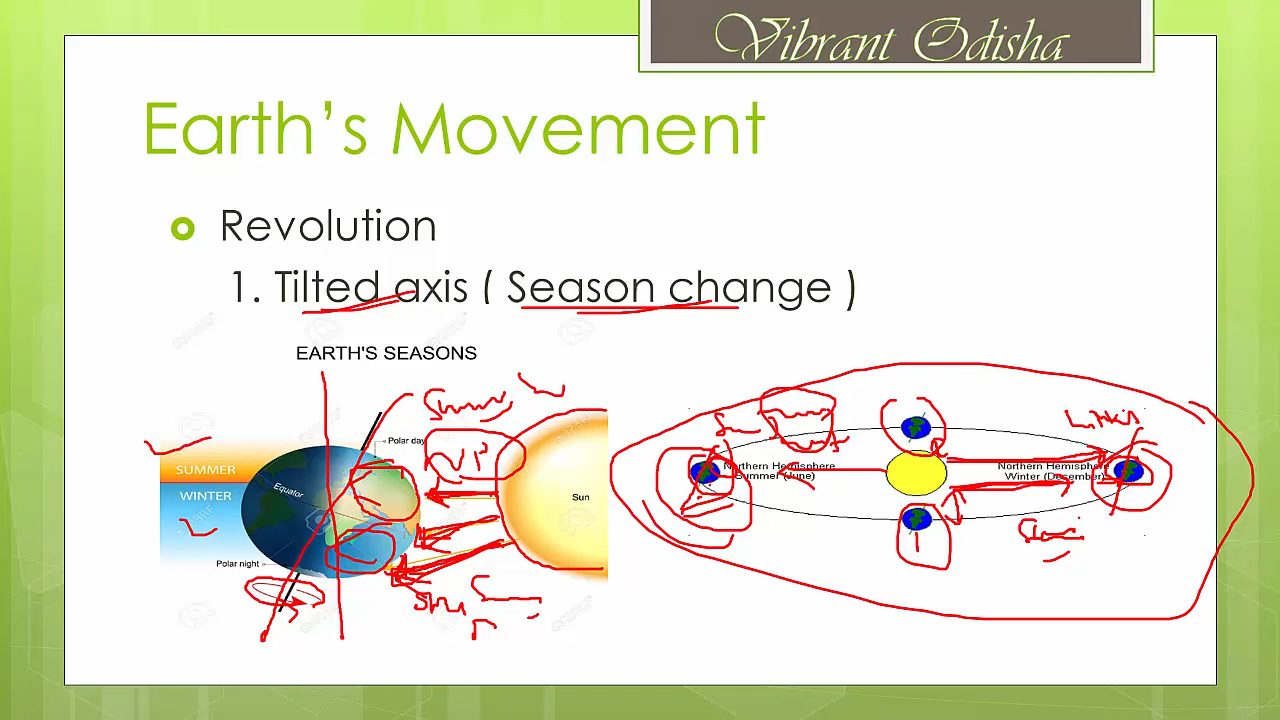 Vibrant Odisha
Earth's Movement
Revolution
1. Tilted axis ( Season change )
EARTH'S SEASONS
Polar day
SUMMER
WINTER
Equator
Sun
Polar night
Northern Hemisphere
Summer (June)
Northern Hemisphere
Winter (December)